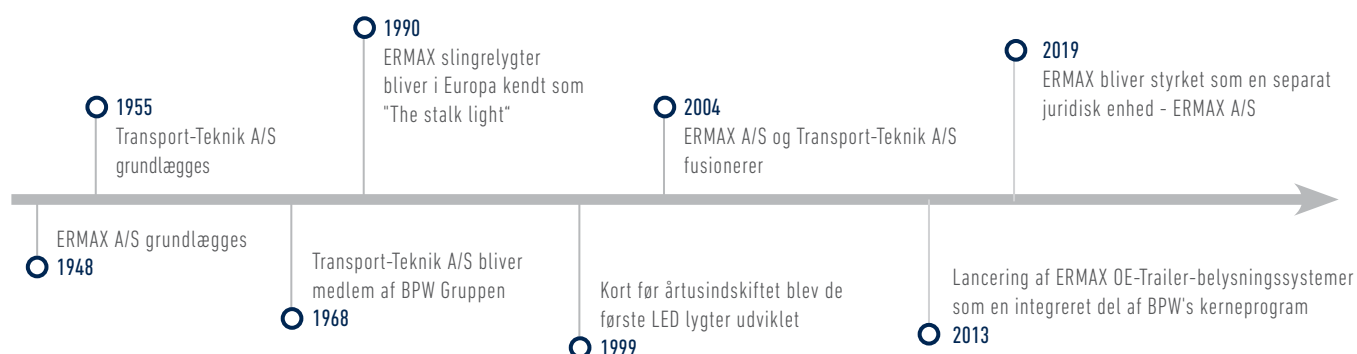 1990
ERMAX slingrelygter
bliver i Europa kendt som
"The stalk light“
2019
ERMAX bliver styrket som en separat
juridisk enhed - ERMAX A/S
1955
Transport-Teknik A/S
grundlægges
2004
ERMAX A/S og Transport-Teknik A/S
fusionerer
ERMAX A/S grundlægges
1948
Transport-Teknik A/S bliver
medlem af BPW Gruppen
1968
Kort før årtusindskiftet blev de
første LED lygter udviklet
1999
Lancering af ERMAX OE-Trailer-belysningssystemer
som en integreret del af BPW's kerneprogram
2013